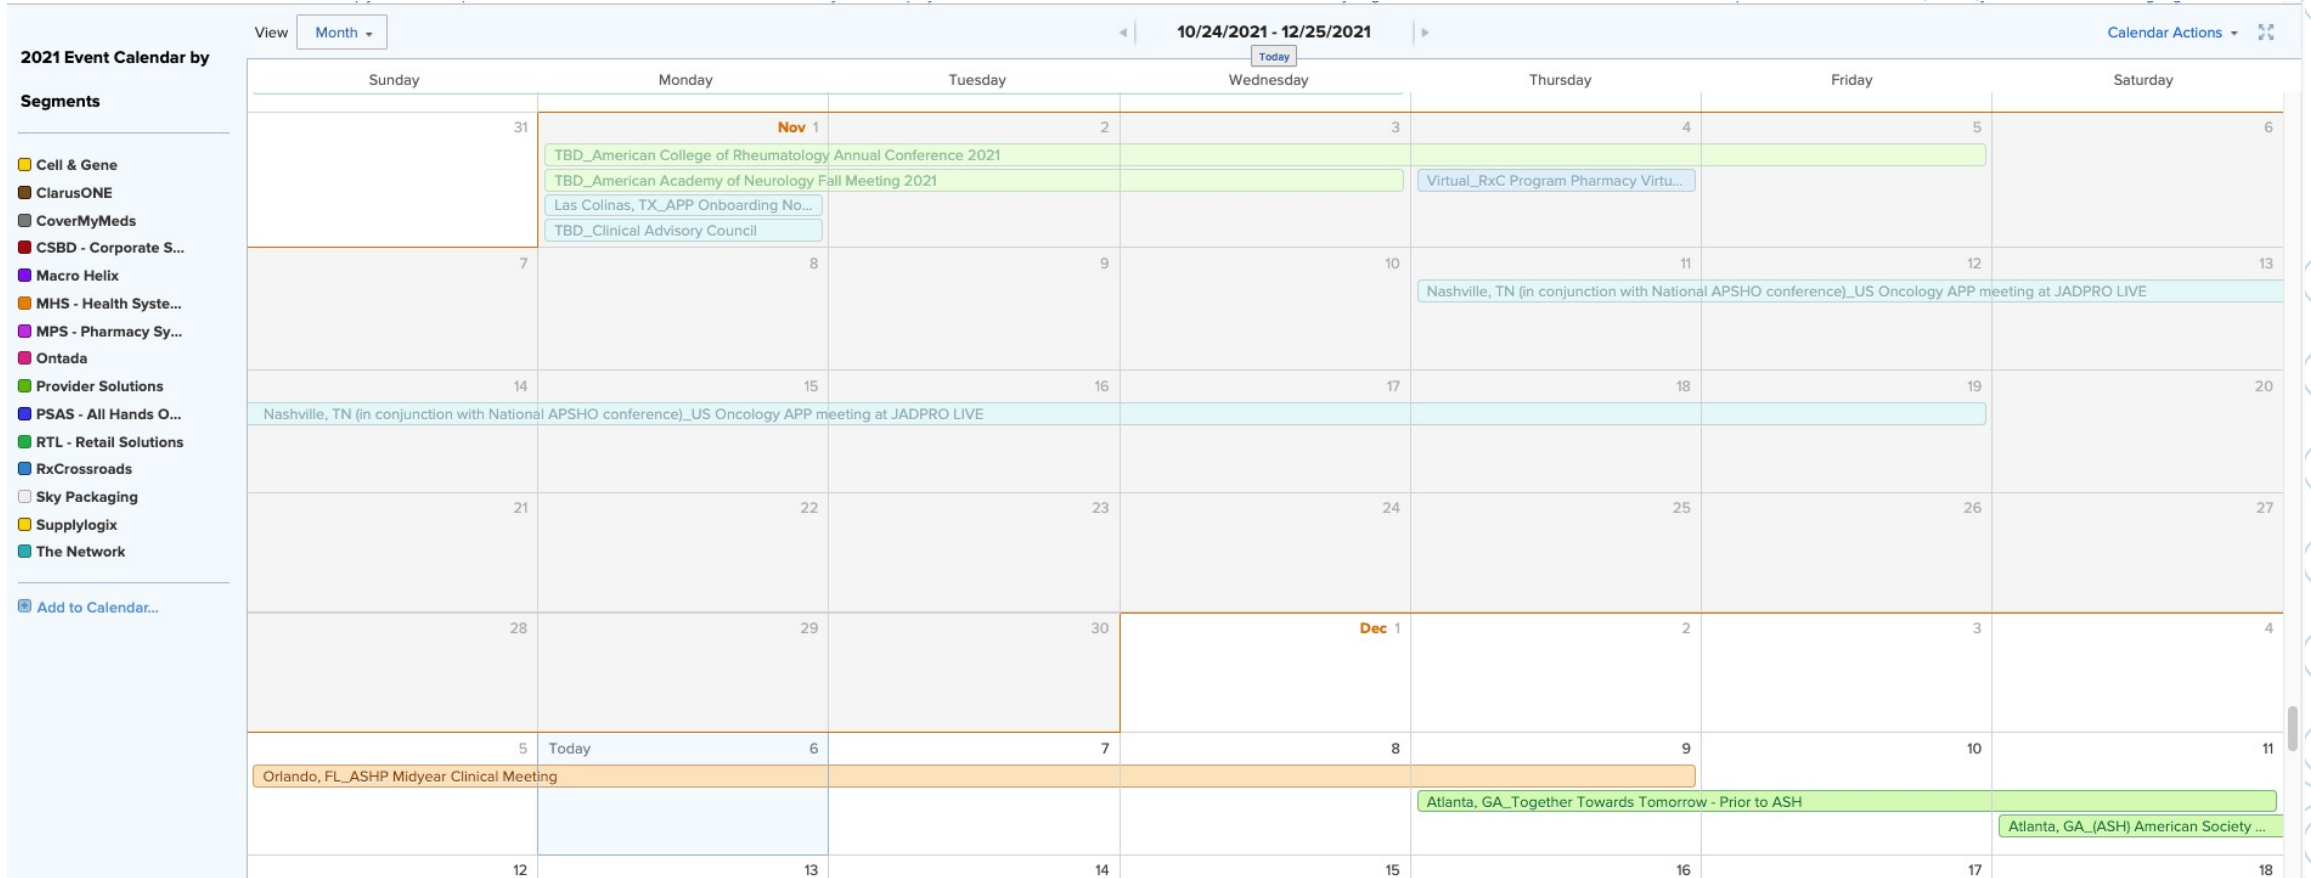 View Month
10/24/2021 - 12/25/2021
Today
Calendar Actions
2021 Event Calendar by
Segments
Cell & Gene
ClarusONE
CoverMyMeds
CSBD - Corporate S...
Macro Helix
MHS - Health Syste...
MPS - Pharmacy Sy...
Ontada
Provider Solutions
PSAS - All Hands O...
RTL - Retail Solutions
RxCrossroads
Sky Packaging
Supplylogix
The Network
Add to Calendar...
Sunday Monday Tuesday Wednesday Thursday Friday Saturday
31 Nov 1 2 3 4 5 6
TBD_American College of Rheumatology Annual Conference 2021
TBD_American Academy of Neurology Fall Meeting 2021 Virtual_RxC Program Pharmacy Virtu...
Las Colinas, TX_APP Onboarding No...
TBD_Clinical Advisory Council
7 8 9 10 11 12 13
Nashville, TN (in conjunction with National APSHO conference)_US Oncology APP meeting at JADPRO LIVE
14 15 16 17 18 19 20
Nashville, TN (in conjunction with National APSHO conference)_US Oncology APP meeting at JADPRO LIVE
21 22 23 24 25 26 27
28 29 30 Dec 1 2 3 4
5 Today 6 7 8 9 10 11
Orlando, FL_ASHP Midyear Clinical Meeting
Atlanta, GA_Together Towards Tomorrow - Prior to ASH
Atlanta, GA_(ASH) American Society ...
12 13 14 15 16 17 18